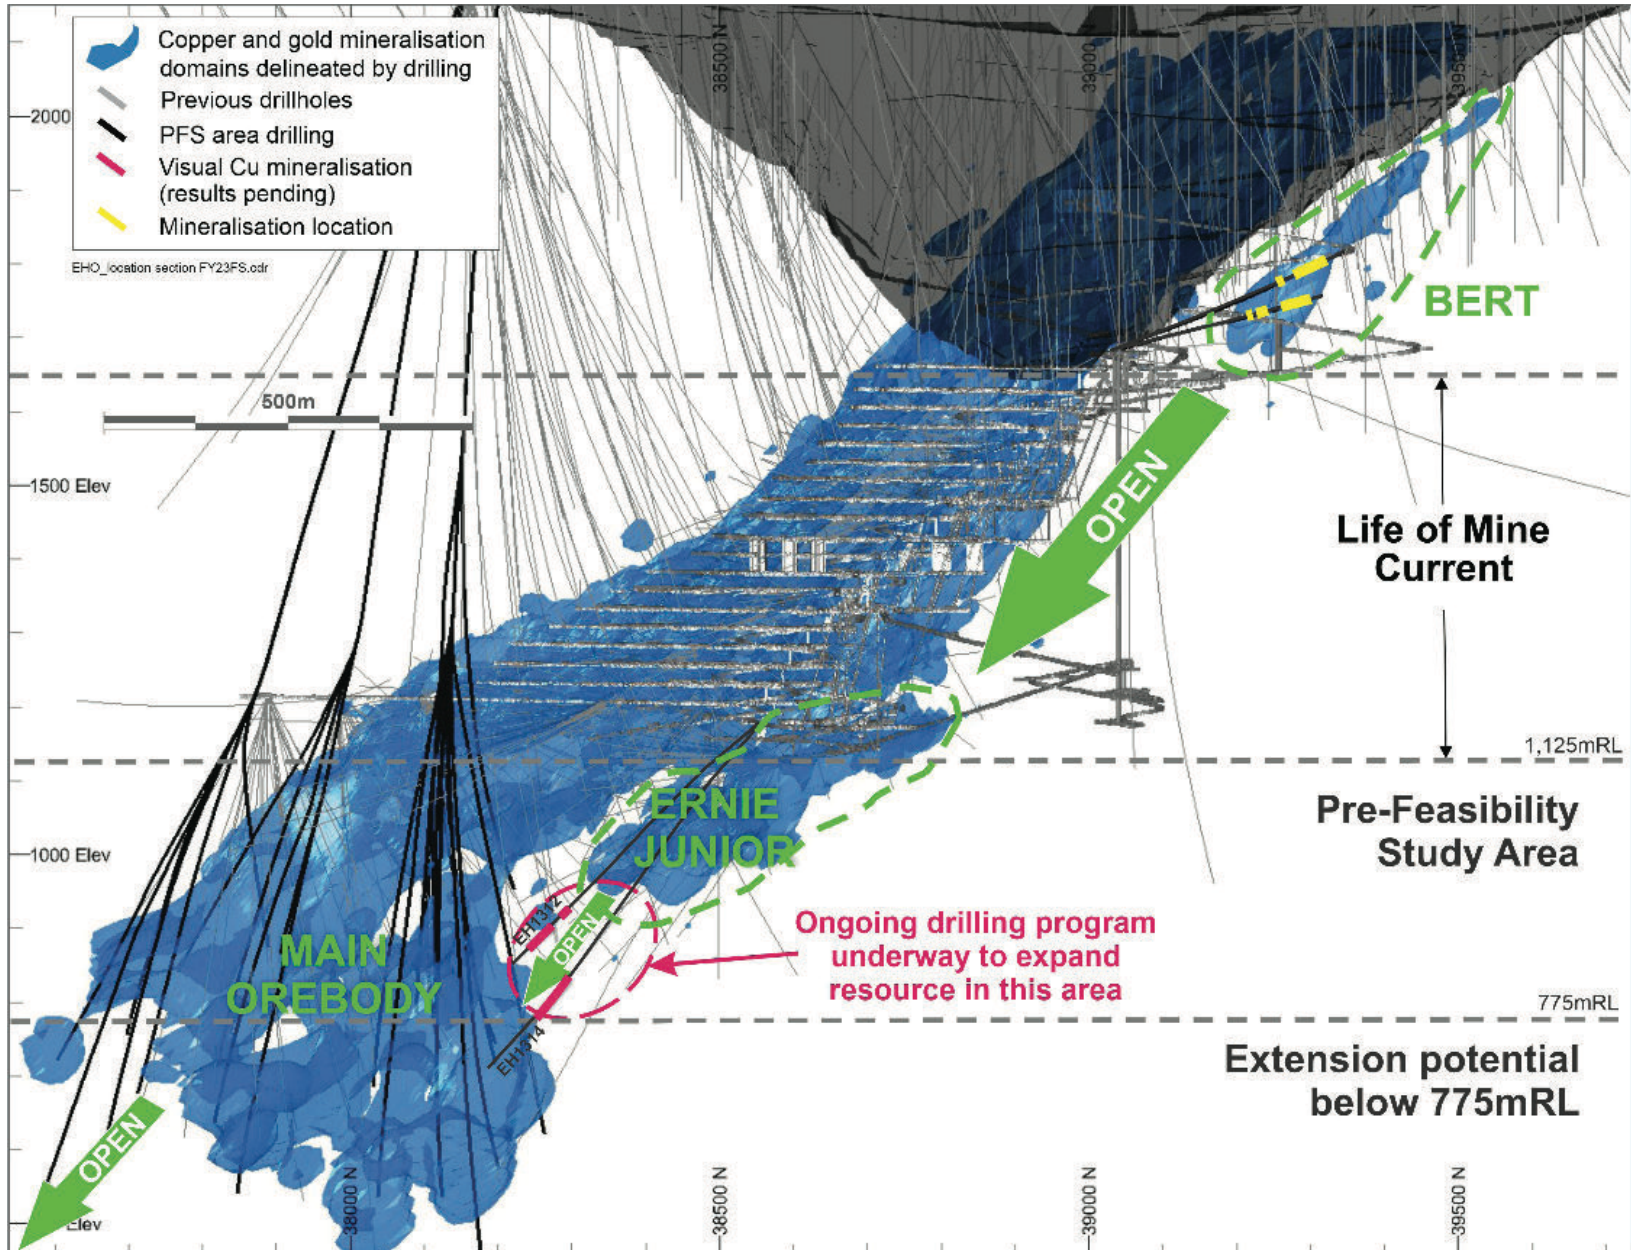 Copper and gold mineralisation
domains delineated by drilling
Previous drillholes
PFS area drilling
Visual Cu mineralisation
(results pending)
Mineralisation location
EHO_location section FY23FS.cdr
38500 N
39000 N
39500 N
2000
BERT
500m
1500 Elev
OPEN
Life of Mine
Current
1,125mRL
ERNIE
JUNIOR
Pre-Feasibility
Study Area
1000 Elev
EH1312
OPEN
Ongoing drilling program
underway to expand
resource in this area
MAIN
OREBODY
775mRL
EH1314
Extension potential
below 775mRL
OPEN
Elev
38000 N
38500 N
39000 N
39500 N